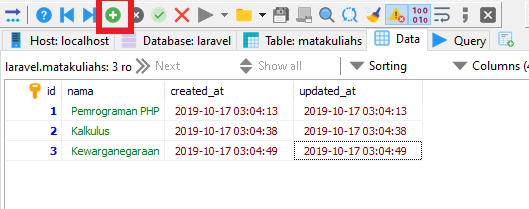 100
010
Host: localhost Database: laravel Table: matakuliahs Data Query
laravel.matakuliahs: 3 ro Next Show all Sorting Columns (4
id nama created_at updated_at
1 Pemrograman PHP 2019-10-17 03:04:13 2019-10-17 03:04:13
2 Kalkulus 2019-10-17 03:04:38 2019-10-17 03:04:38
3 Kewarganegaraan 2019-10-17 03:04:49 2019-10-17 03:04:49